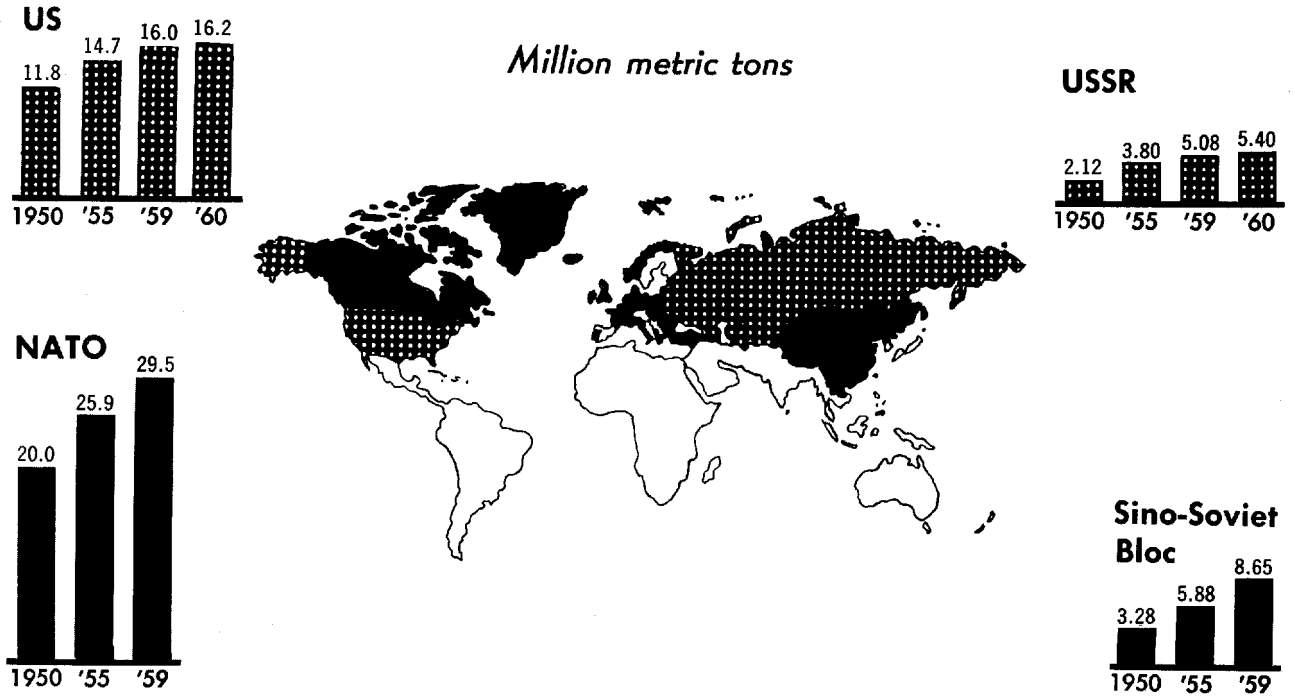 US
11.8 14.7 16.0 16.2
1950 '55 '59 '60
Million metric tons
USSR
2.12 3.80 5.08 5.40
1950 '55 '59 '60
NATO
20.0 25.9 29.5
1950 '55 '59
Sino-Soviet
Bloc
3.28 5.88 8.65
1950 '55 '59